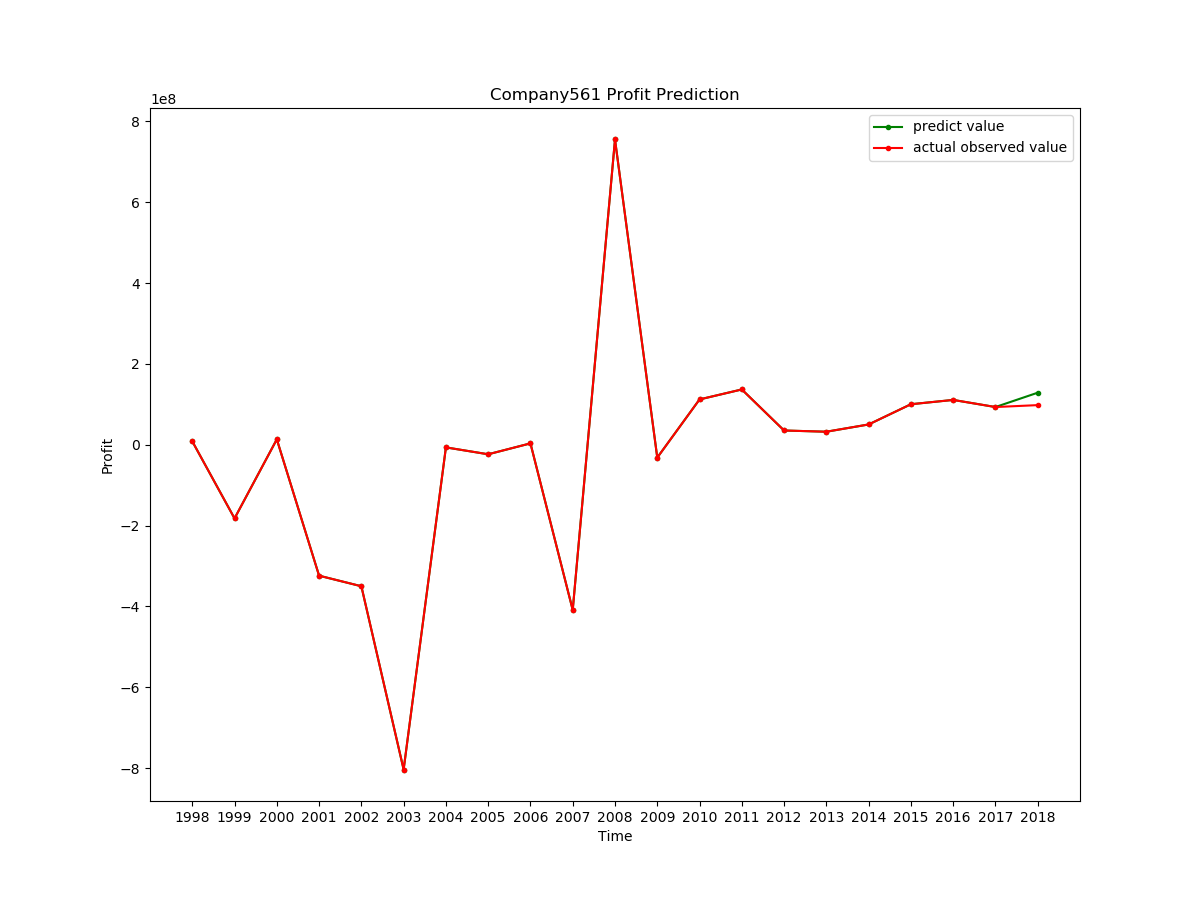 Company561 Profit Prediction
1e8
predict value
actual observed value
8
6
4
2
0
−2
−4
−6
−8
Profit
1998 1999 2000 2001 2002 2003 2004 2005 2006 2007 2008 2009 2010 2011 2012 2013 2014 2015 2016 2017 2018
Time